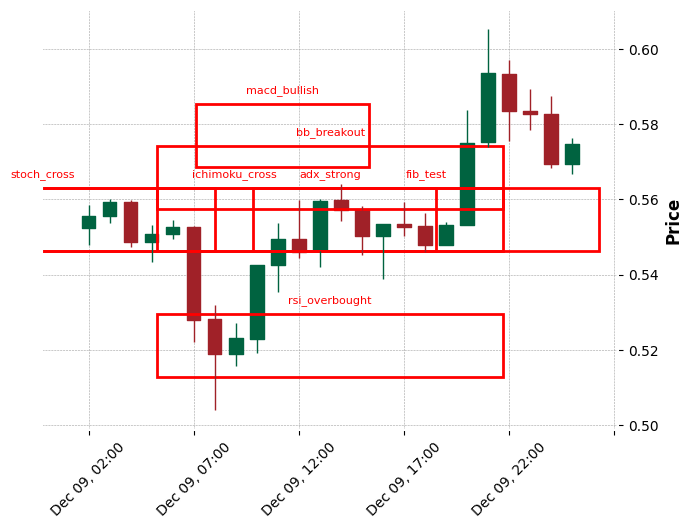 0.60
macd_bullish
0.58
bb_breakout
stoch_cross ichimoku_cross adx_strong fib_test
0.56
Price
0.54
rsi_overbought
0.52
0.50
Dec 09, 02:00 Dec 09, 07:00 Dec 09, 12:00 Dec 09, 17:00 Dec 09, 22:00